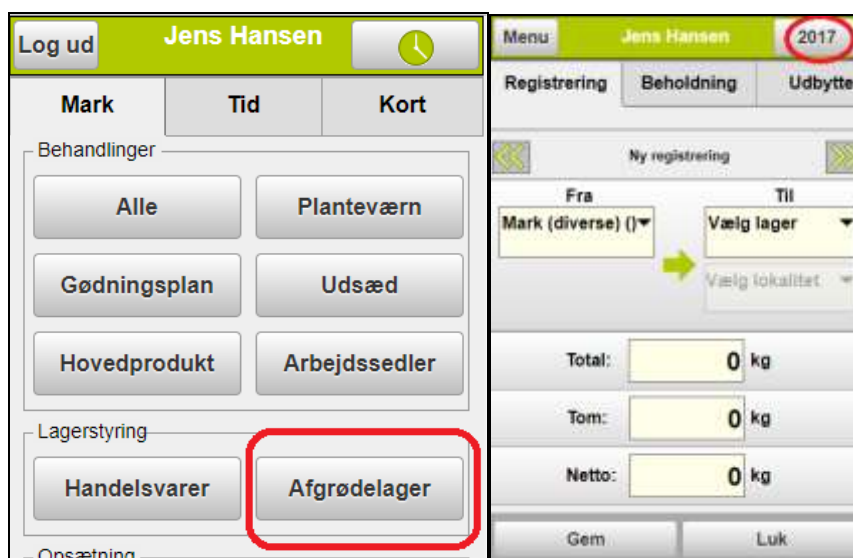 Log ud
Jens Hansen
Mark
Tid
Kort
Behandlinger
Alle
Planteværn
Gødningsplan
Udsæd
Hovedprodukt
Arbejdssedler
Lagerstyring
Handelsvarer
Afgrødelager
Opsætning
Menu
Jens Hansen
2017
Registrering
Beholdning
Udbytte
Ny registrering
Fra
Til
Mark (diverse) ()
Vælg lager
Vælg lokalitet
Total:
0 kg
Tom:
0 kg
Netto:
0 kg
Gem
Luk